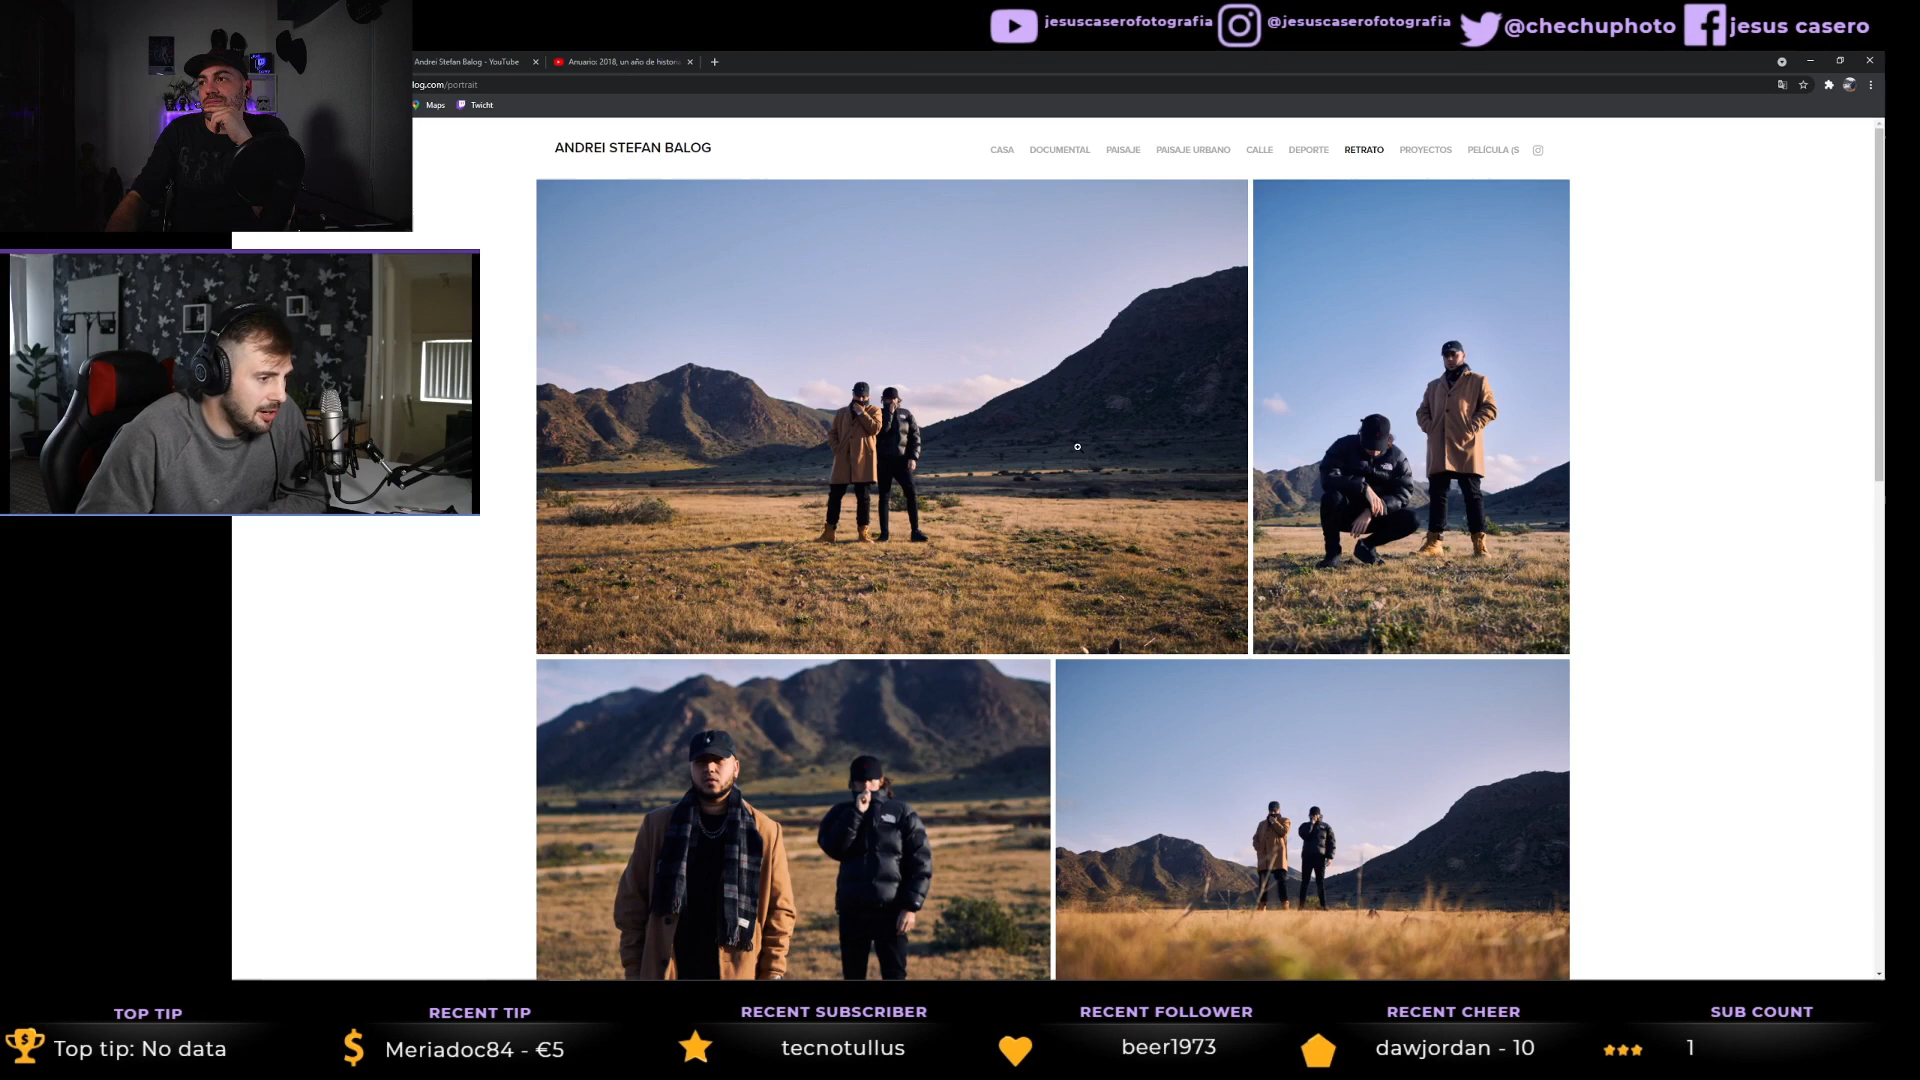 jesuscaserofotografia
@jesuscaserofotografia
@chechuphoto
jesus casero
Andrei Stefan Balog - YouTube
Anuario: 2018, un año de histori
log.com/portrait
Maps
Twicht
ANDREI STEFAN BALOG
CASA
DOCUMENTAL
PAISAJE
PAISAJE URBANO
CALLE
DEPORTE
RETRATO
PROYECTOS
PELÍCULA (S
TOP TIP
Top tip: No data
RECENT TIP
Meriadoc84 - €5
RECENT SUBSCRIBER
tecnotullus
RECENT FOLLOWER
beer1973
RECENT CHEER
dawjordan - 10
SUB COUNT
1